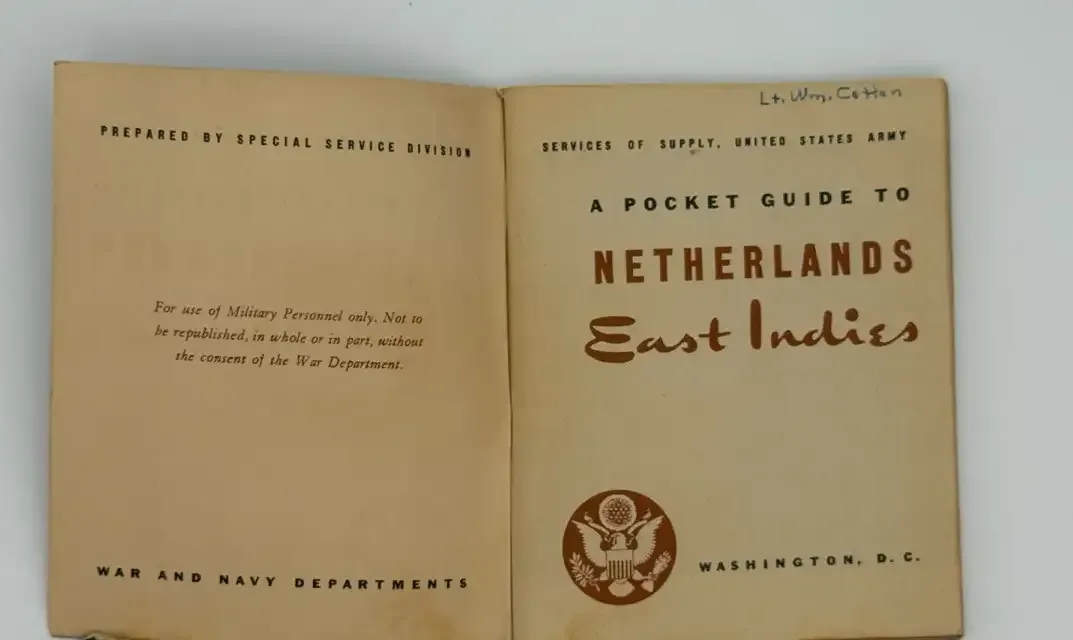 PREPARED BY SPECIAL SERVICE DIVISION
For use of Military Personnel only. Not to
be republished, in whole or in part, without
the consent of the War Department.
WAR AND NAVY DEPARTMENTS
Lt. Wm. Cotton
SERVICES OF SUPPLY, UNITED STATES ARMY
A POCKET GUIDE TO
NETHERLANDS
East Indies
WASHINGTON, D. C.